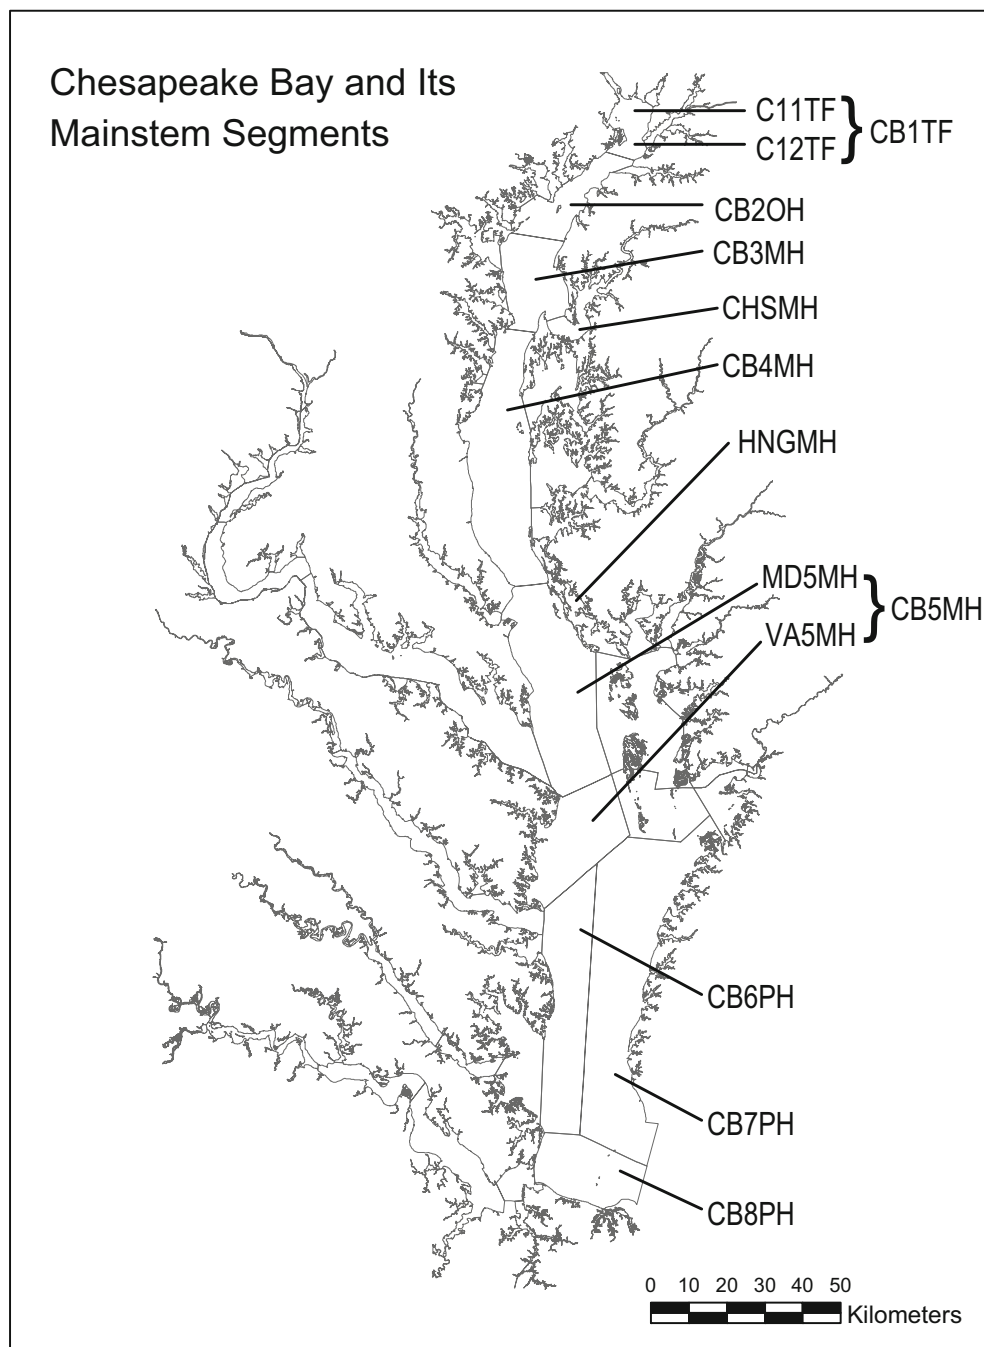 Chesapeake Bay and Its
Mainstem Segments
C11TF
C12TF
CB1TF
CB2OH
CB3MH
CHSMH
CB4MH
HNGMH
MD5MH
VA5MH
CB5MH
CB6PH
CB7PH
CB8PH
0 10 20 30 40 50
Kilometers